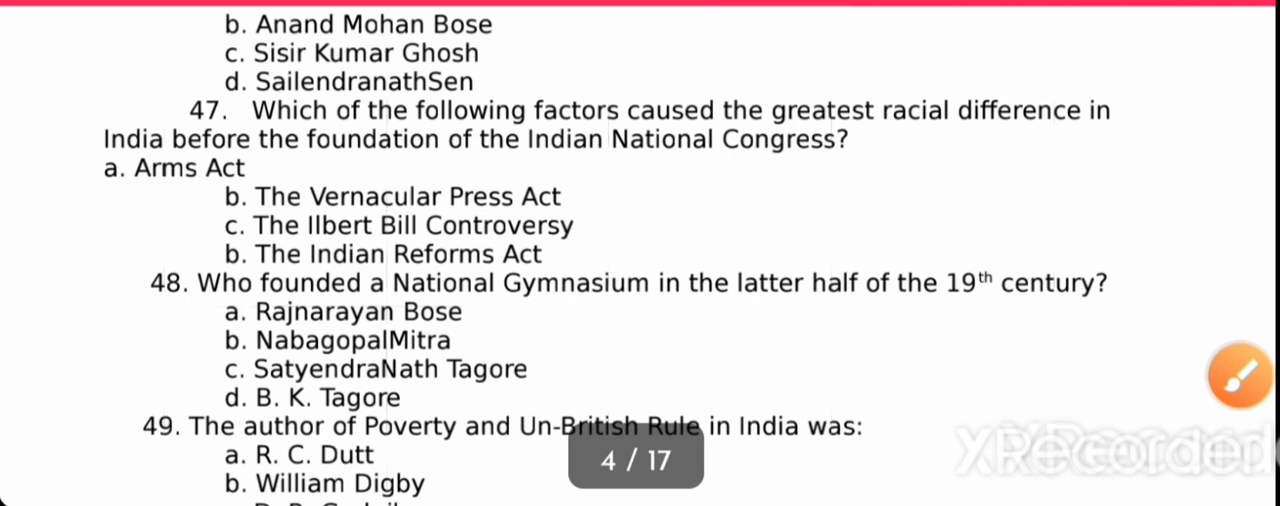 b. Anand Mohan Bose
c. Sisir Kumar Ghosh
d. SailendranathSen
47. Which of the following factors caused the greatest racial difference in
India before the foundation of the Indian National Congress?
a. Arms Act
b. The Vernacular Press Act
c. The Ilbert Bill Controversy
b. The Indian Reforms Act
48. Who founded a National Gymnasium in the latter half of the 19th century?
a. Rajnarayan Bose
b. NabagopalMitra
c. SatyendraNath Tagore
d. B. K. Tagore
49. The author of Poverty and Un-British Rule in India was:
a. R. C. Dutt
4 / 17
XRecorder
b. William Digby